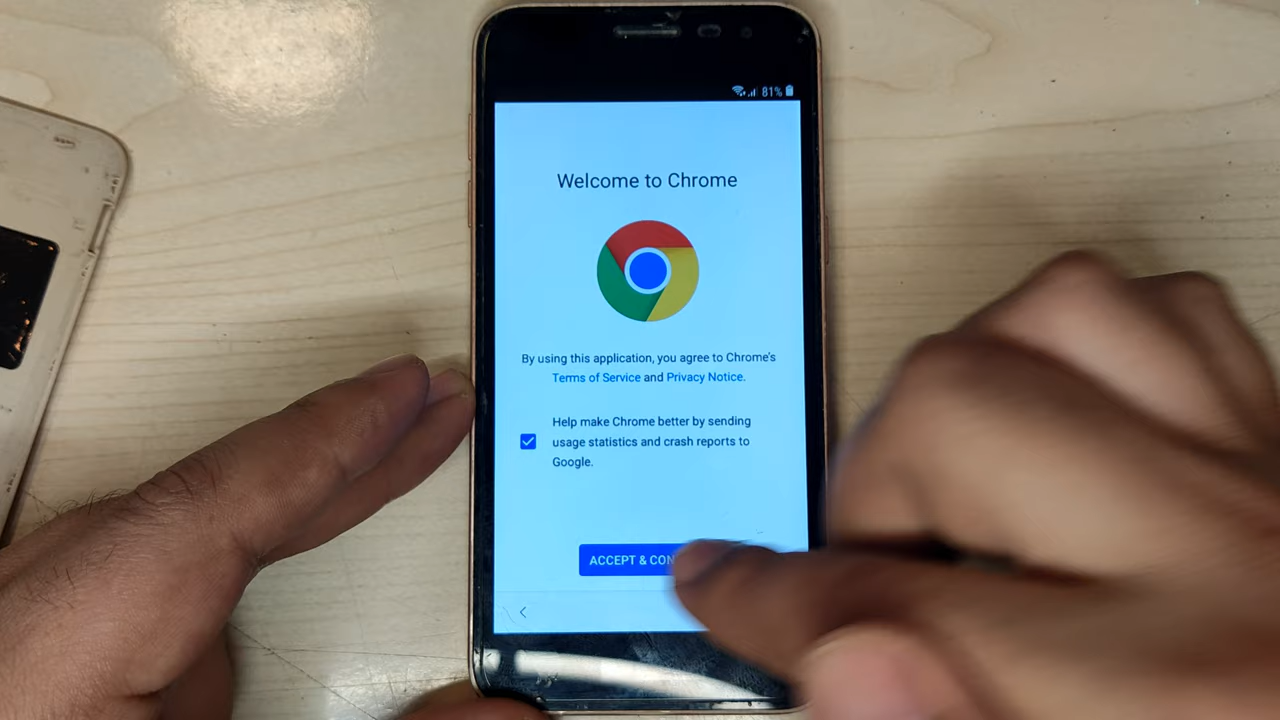 81%
Welcome to Chrome
By using this application, you agree to Chrome's
Terms of Service and Privacy Notice.
Help make Chrome better by sending
usage statistics and crash reports to
Google.
ACCEPT &